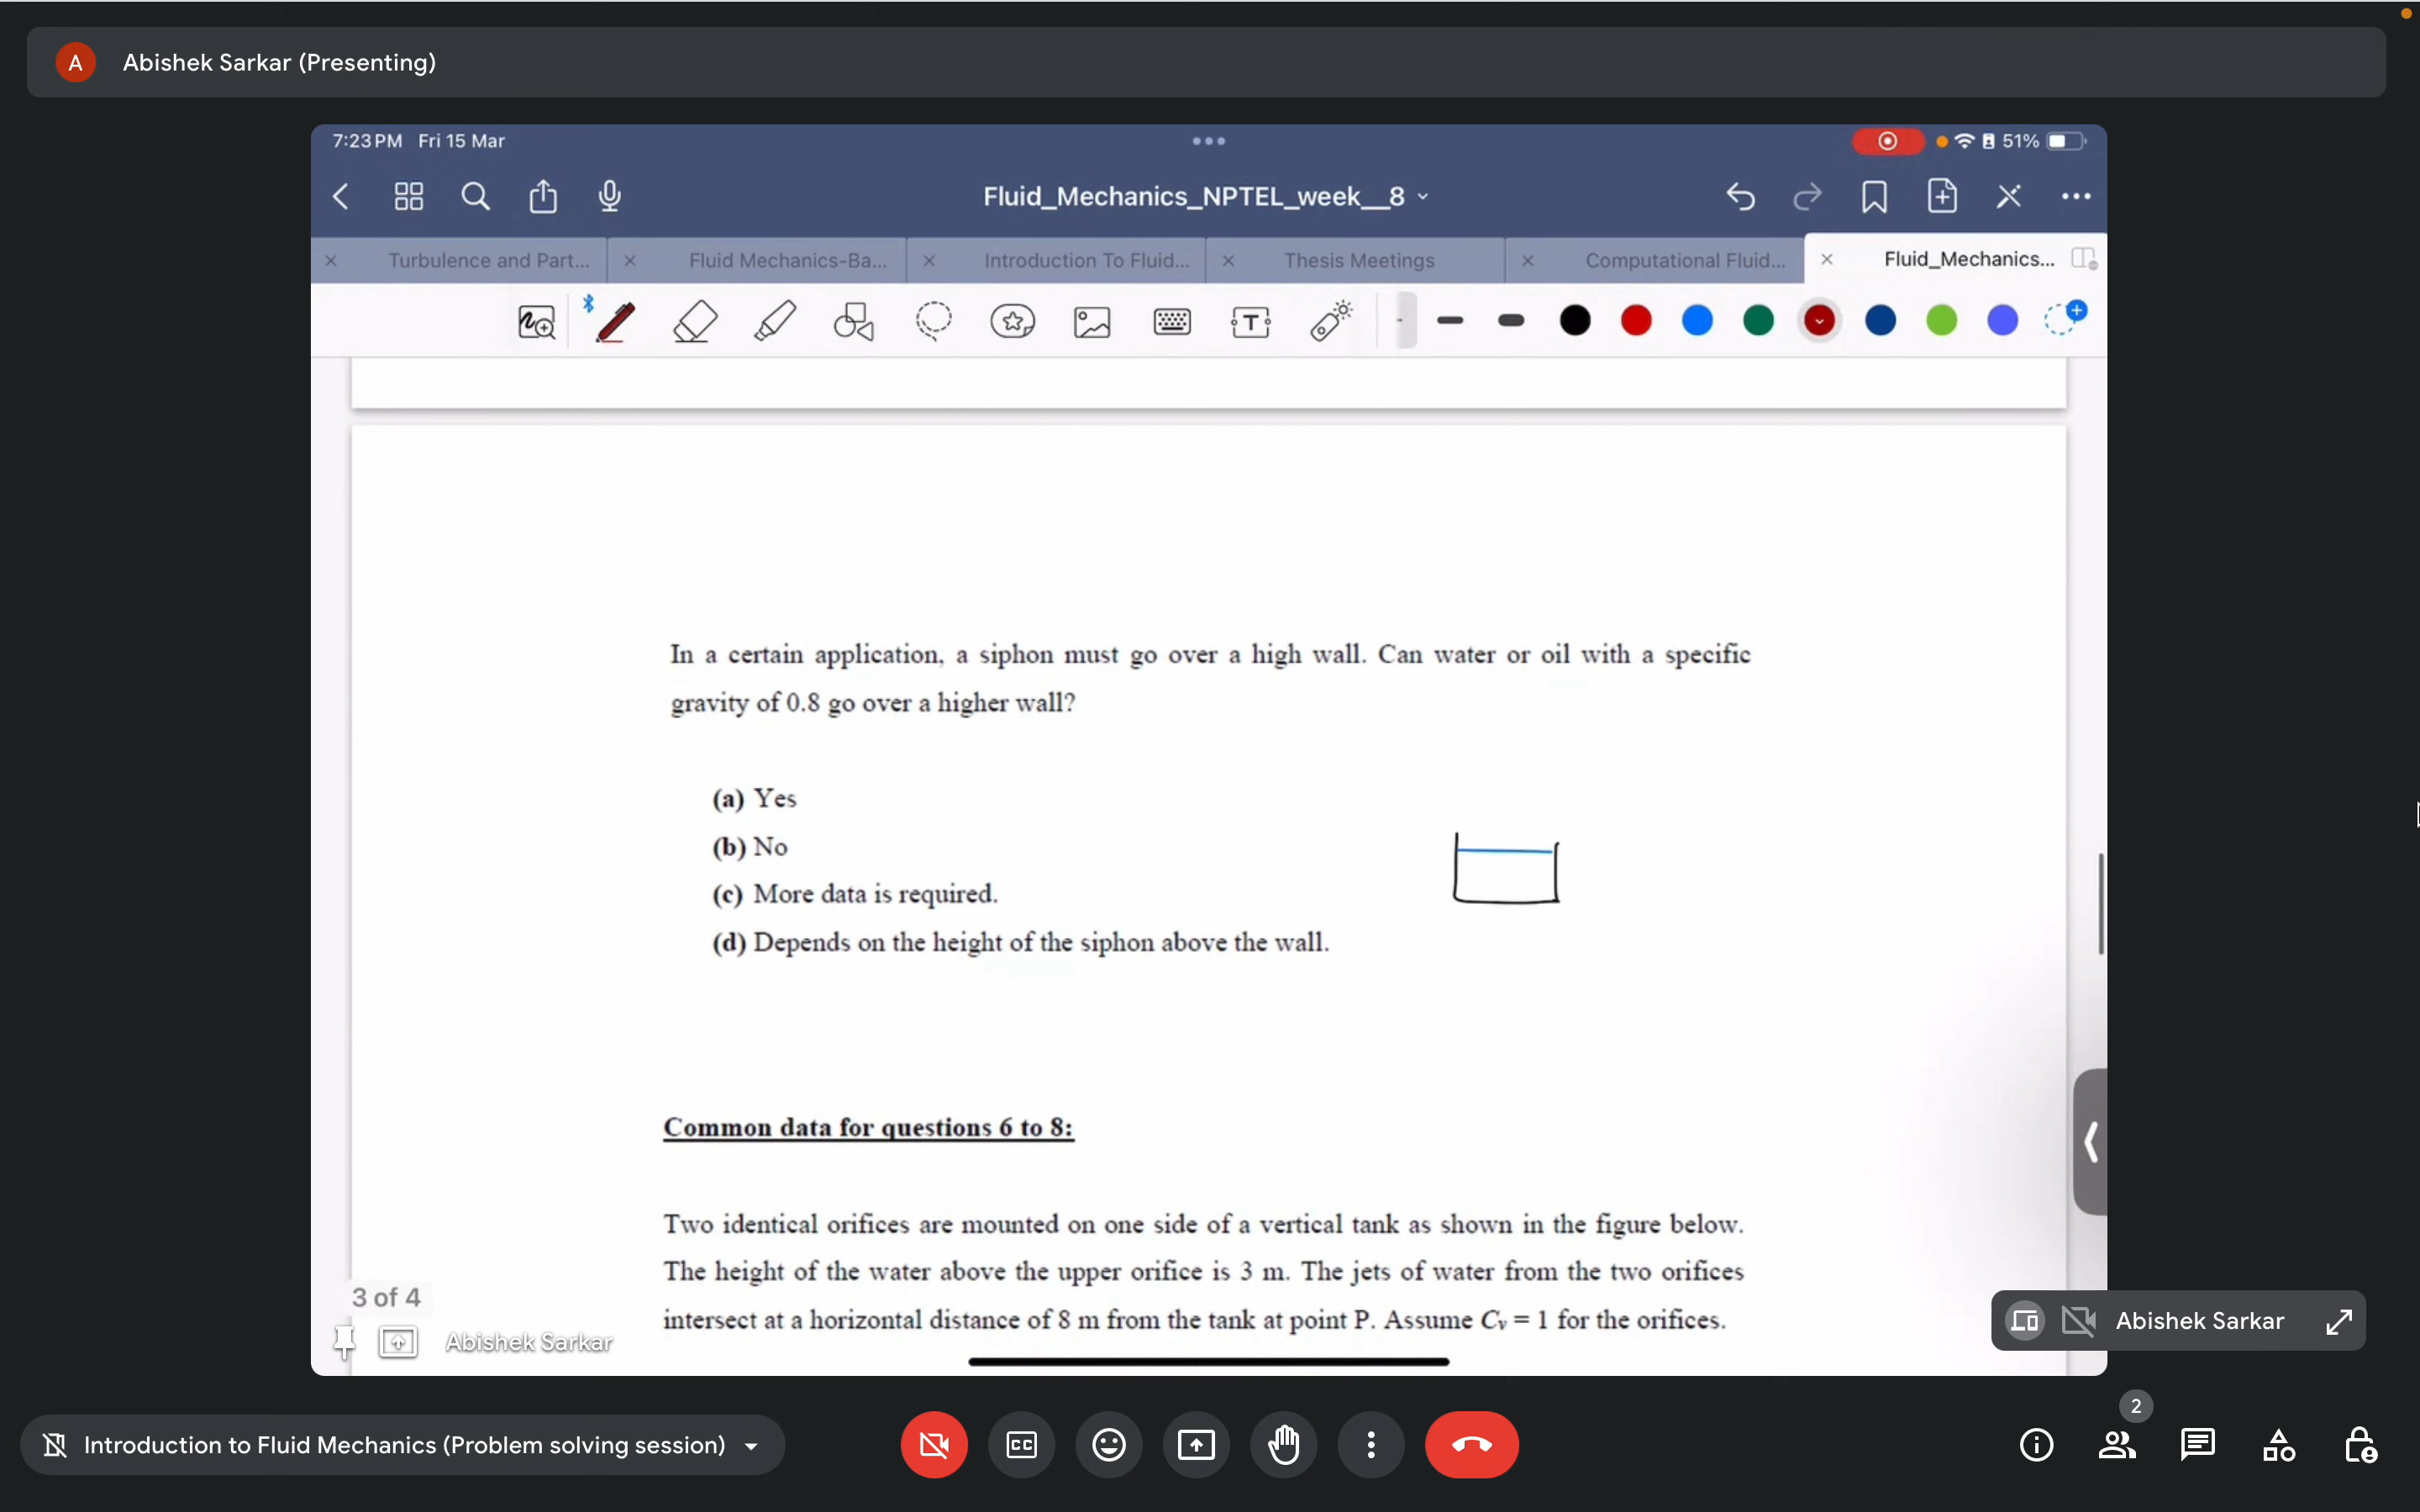 A Abishek Sarkar (Presenting)
7:23 PM Fri 15 Mar
51%
Fluid_Mechanics_NPTEL_week__8
Turbulence and Part...
Fluid Mechanics-Ba...
Introduction To Fluid...
Thesis Meetings
Computational Fluid...
Fluid_Mechanics...
T
In a certain application, a siphon must go over a high wall. Can water or oil with a specific
gravity of 0.8 go over a higher wall?
(a) Yes
(b) No
(c) More data is required.
(d) Depends on the height of the siphon above the wall.
Common data for questions 6 to 8:
Two identical orifices are mounted on one side of a vertical tank as shown in the figure below.
The height of the water above the upper orifice is 3 m. The jets of water from the two orifices
intersect at a horizontal distance of 8 m from the tank at point P. Assume Cv = 1 for the orifices.
3 of 4
Abishek Sarkar
Abishek Sarkar
Introduction to Fluid Mechanics (Problem solving session)
CC
2